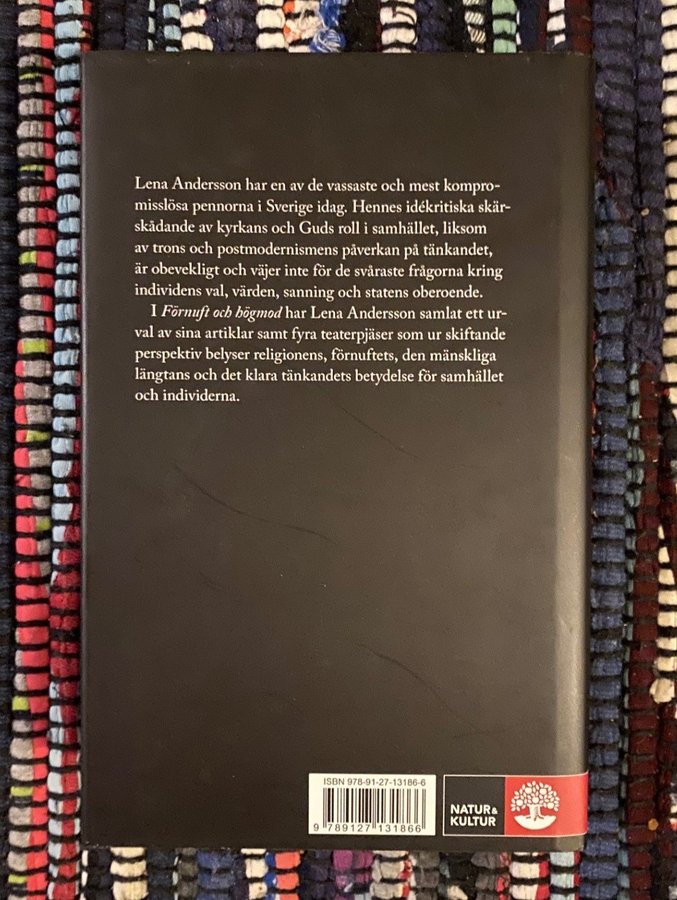 Lena Andersson har en av de vassaste och mest kompro-
misslösa pennorna i Sverige idag. Hennes idékritiska skär-
skådande av kyrkans och Guds roll i samhället, liksom
av trons och postmodernismens påverkan på tänkandet,
är obevekligt och väjer inte för de svåraste frågorna kring
individens val, värden, sanning och statens oberoende.
I Förnuft och högmod har Lena Andersson samlat ett ur-
val av sina artiklar samt fyra teaterpjäser som ur skiftande
perspektiv belyser religionens, förnuftets, den mänskliga
längtans och det klara tänkandets betydelse för samhället
och individerna.
ISBN 978-91-27-13186-6
9 789127 131866
NATUR &
KULTUR